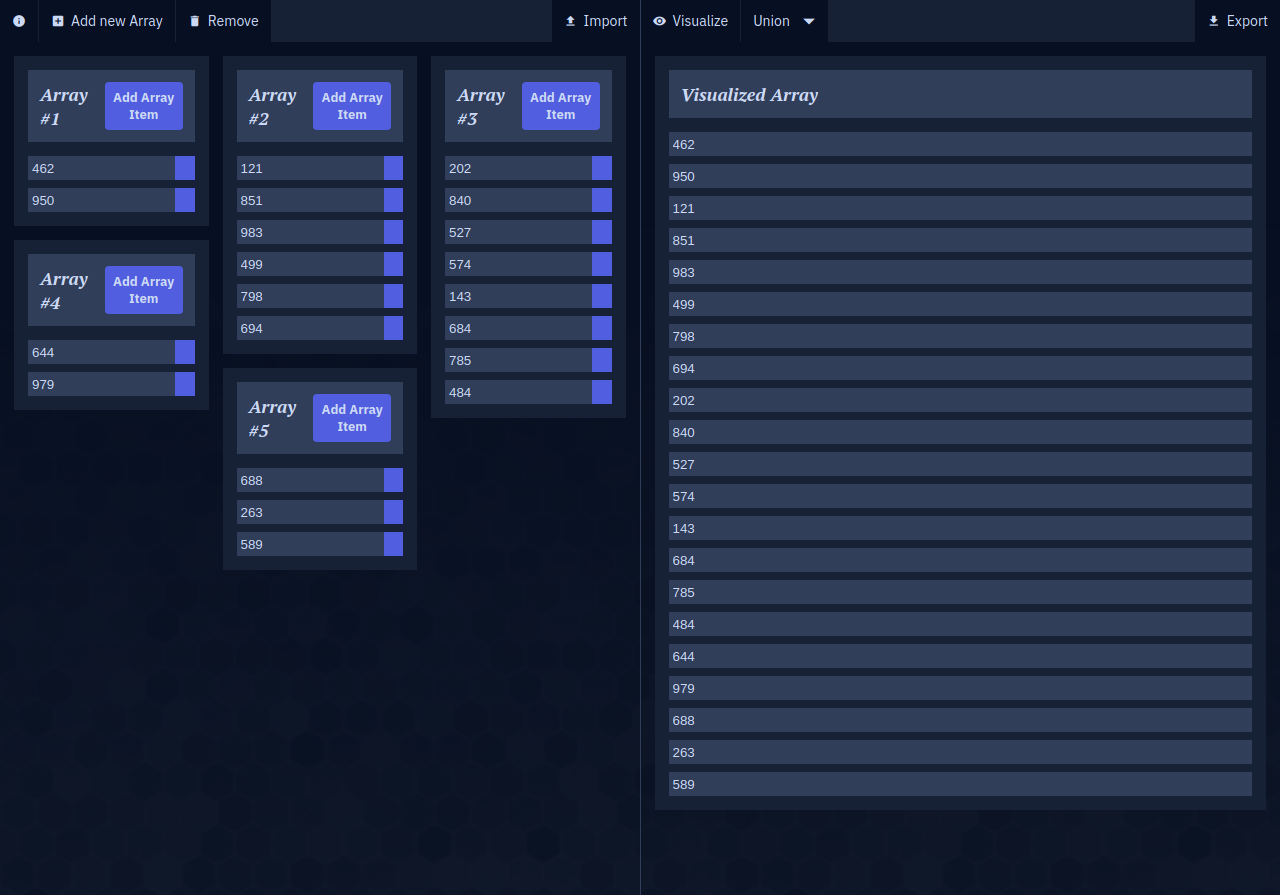 Add new Array
Remove
Import
Visualize
Union
Export
Array
#1
Add Array
Item
462
950
Array
#2
Add Array
Item
121
851
983
499
798
694
Array
#3
Add Array
Item
202
840
527
574
143
684
785
484
Array
#4
Add Array
Item
644
979
Array
#5
Add Array
Item
688
263
589
Visualized Array
462
950
121
851
983
499
798
694
202
840
527
574
143
684
785
484
644
979
688
263
589